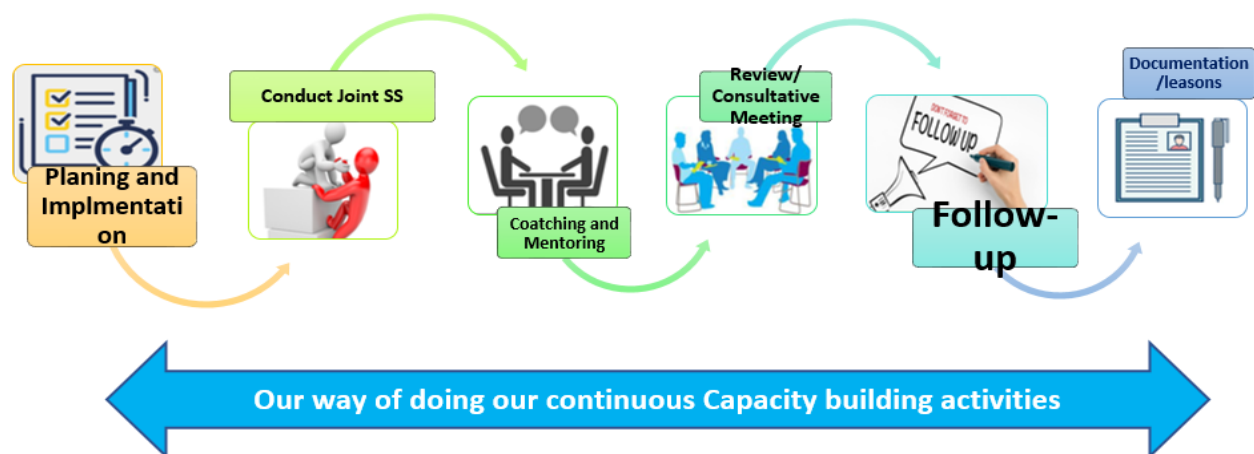 Planing and
Implmentati
on
Conduct Joint SS
Coatching and
Mentoring
Review/
Consultative
Meeting
DON'T FORGET TO
FOLLOW UP
Follow-
up
Documentation
/leasons
Our way of doing our continuous Capacity building activities